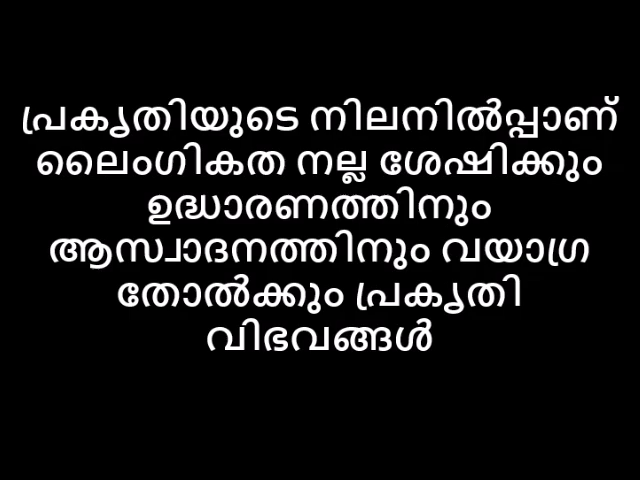 പ്രകൃതിയുടെ നിലനിൽപ്പാണ്
ലൈംഗികത നല്ല ശേഷിക്കും
ഉദ്ധാരണത്തിനും
ആസ്വാദനത്തിനും വയാഗ്ര
തോൽക്കും പ്രകൃതി
വിഭവങ്ങൾ